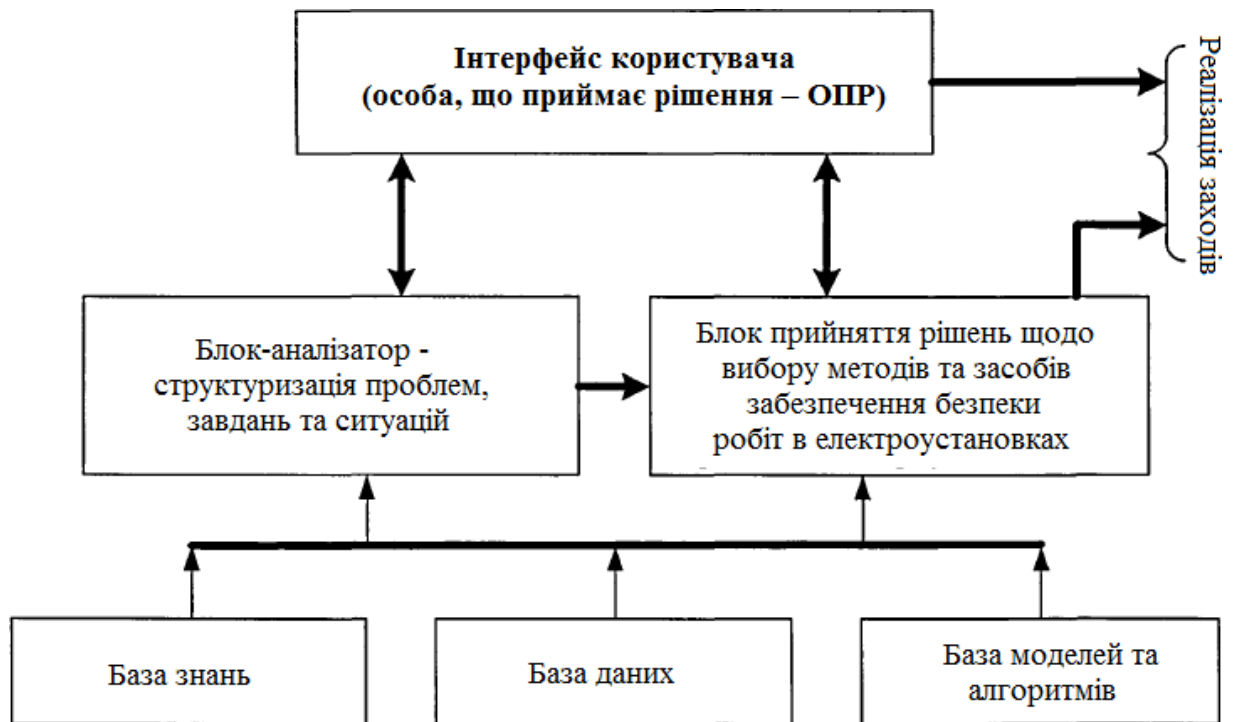 Інтерфейс користувача
(особа, що приймає рішення – ОПР)
Реалізація заходів
Блок-аналізатор -
структуризація проблем,
завдань та ситуацій
Блок прийняття рішень щодо
вибору методів та засобів
забезпечення безпеки
робіт в електроустановках
База знань
База даних
База моделей та
алгоритмів